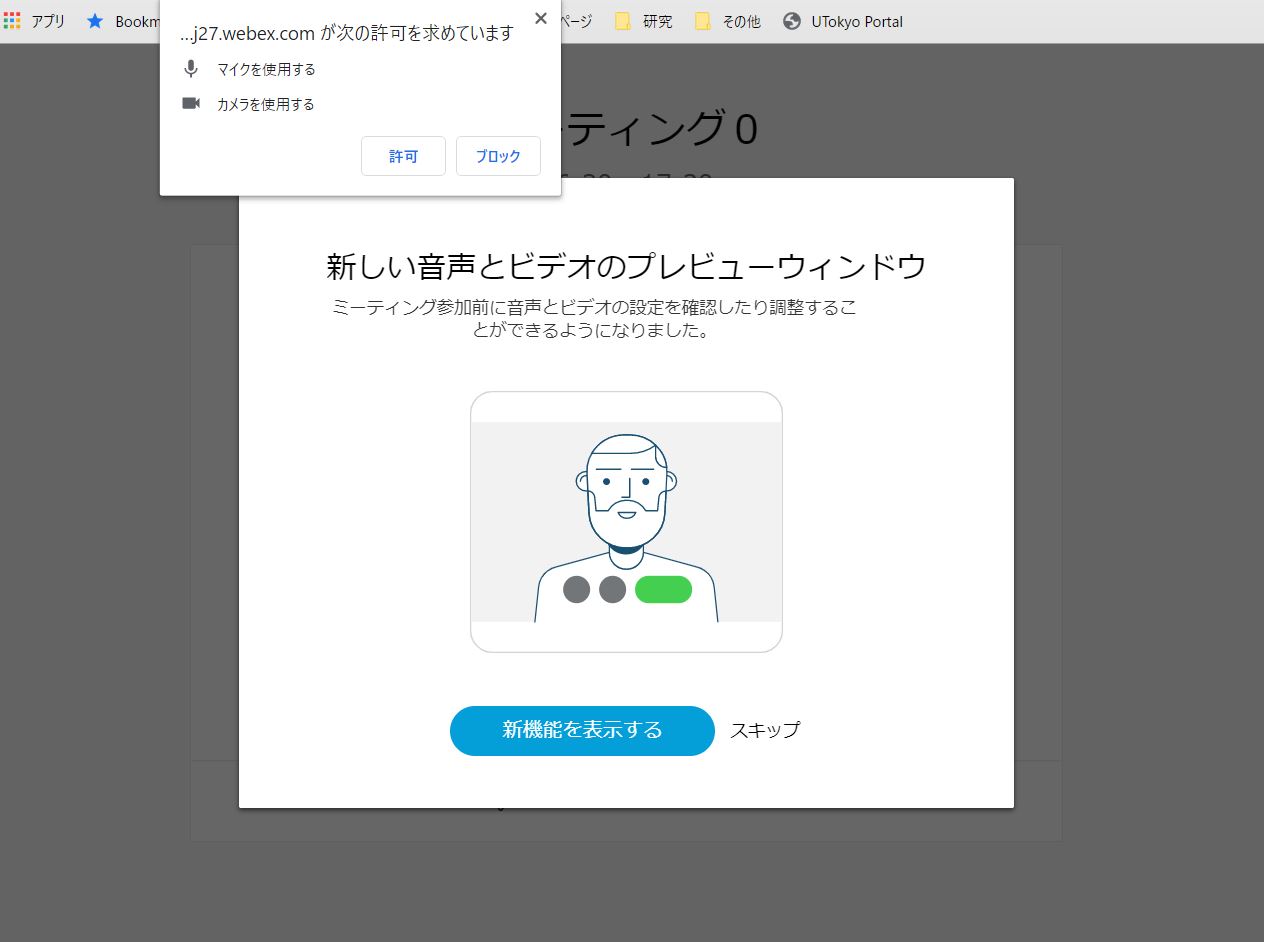 アプリ
Bookm
ページ
研究
その他
UTokyo Portal
...j27.webex.com が次の許可を求めています
マイクを使用する
カメラを使用する
許可
ブロック
ティング 0
新しい音声とビデオのプレビューウィンドウ
ミーティング参加前に音声とビデオの設定を確認したり調整するこ
とができるようになりました。
新機能を表示する
スキップ